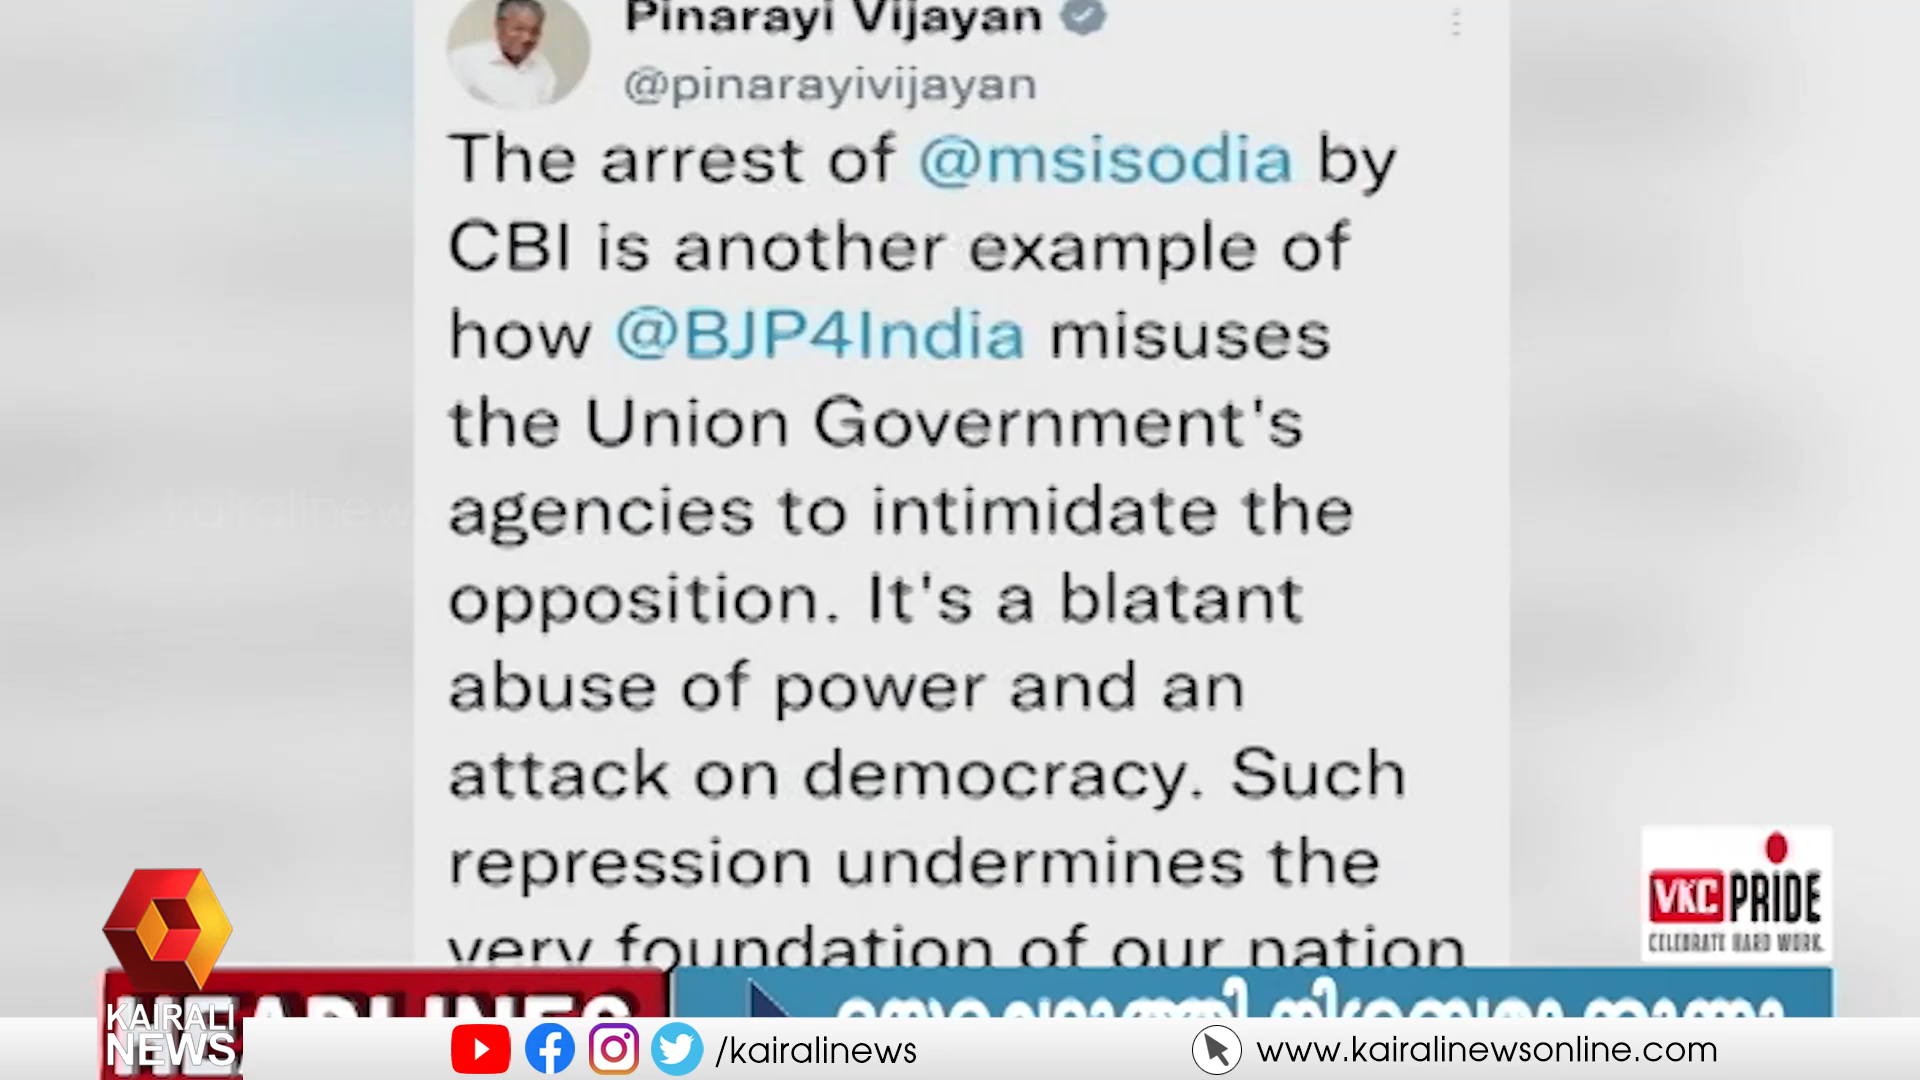 Pinarayi Vijayan
@pinarayivijayan
The arrest of @msisodia by
CBI is another example of
how @BJP4India misuses
the Union Government's
agencies to intimidate the
opposition. It's a blatant
abuse of power and an
attack on democracy. Such
repression undermines the
very foundation of our nation
kairalinews
VKC PRIDE
CELEBRATE HARD WORK.
HEADLINES
KAIRALI
NEWS
/kairalinews
www.kairalinewsonline.com